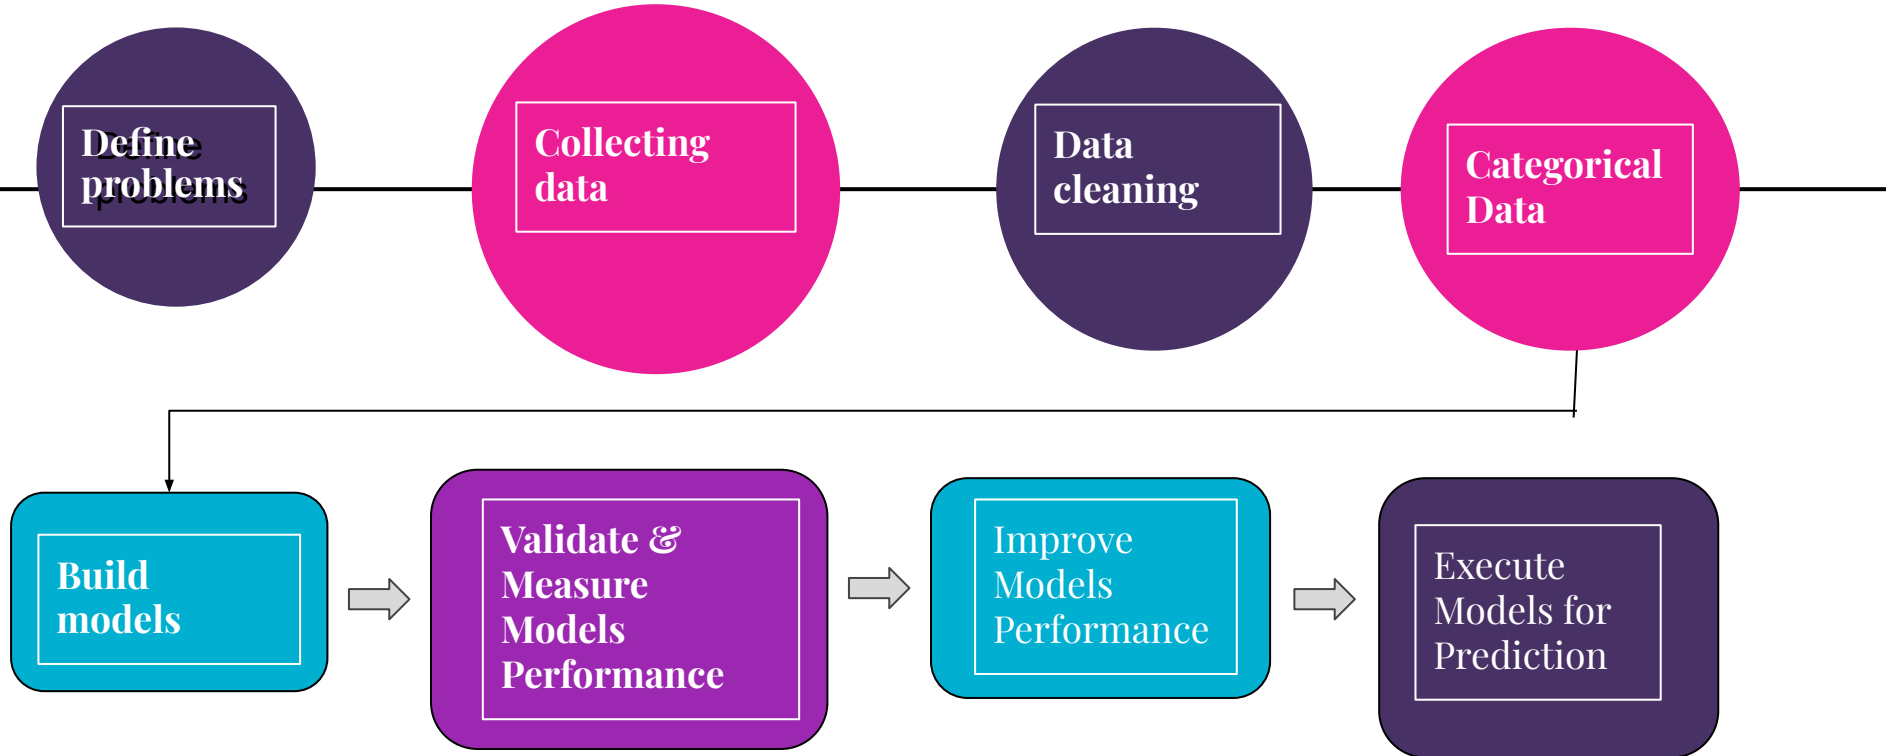 Define
problems
Collecting
data
Data
cleaning
Categorical
Data
Build
models
Validate &
Measure
Models
Performance
Improve
Models
Performance
Execute
Models for
Prediction